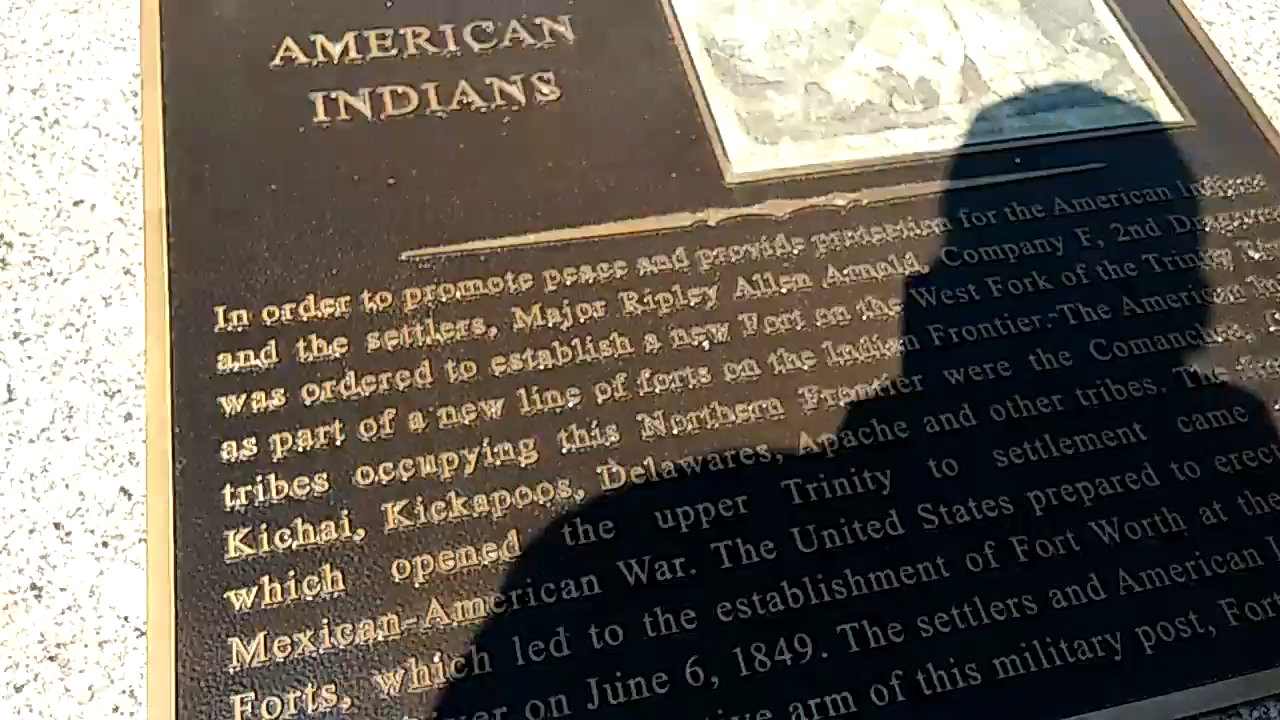 AMERICAN
INDIANS
In order to promote peace and provide protection for the American Indians
and the settlers, Major Ripley Allen Arnold, Company F, 2nd Dragoons
was ordered to establish a new Fort on the West Fork of the Trinity
as part of a new line of forts on the Indian Frontier. The American
tribes occupying this Northern Frontier were the Comanches,
Kichai, Kickapoos, Delawares, Apache and other tribes. The
which opened the upper Trinity to settlement came
Mexican-American War. The United States prepared to erect
Forts, which led to the establishment of Fort Worth at the
on June 6, 1849. The settlers and American
arm of this military post, Fort